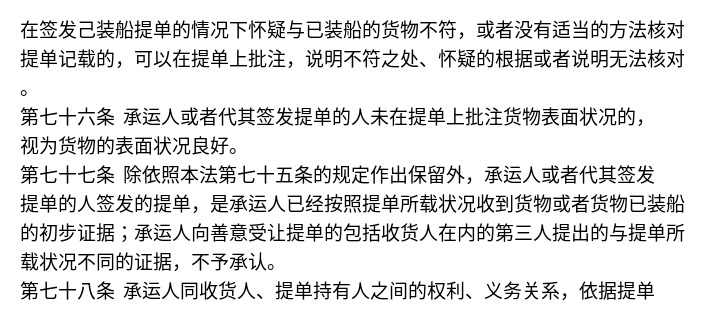 在签发己装船提单的情况下怀疑与已装船的货物不符，或者没有适当的方法核对
提单记载的，可以在提单上批注，说明不符之处、怀疑的根据或者说明无法核对
。
第七十六条 承运人或者代其签发提单的人未在提单上批注货物表面状况的，
视为货物的表面状况良好。
第七十七条 除依照本法第七十五条的规定作出保留外，承运人或者代其签发
提单的人签发的提单，是承运人已经按照提单所载状况收到货物或者货物已装船
的初步证据；承运人向善意受让提单的包括收货人在内的第三人提出的与提单所
载状况不同的证据，不予承认。
第七十八条 承运人同收货人、提单持有人之间的权利、义务关系，依据提单